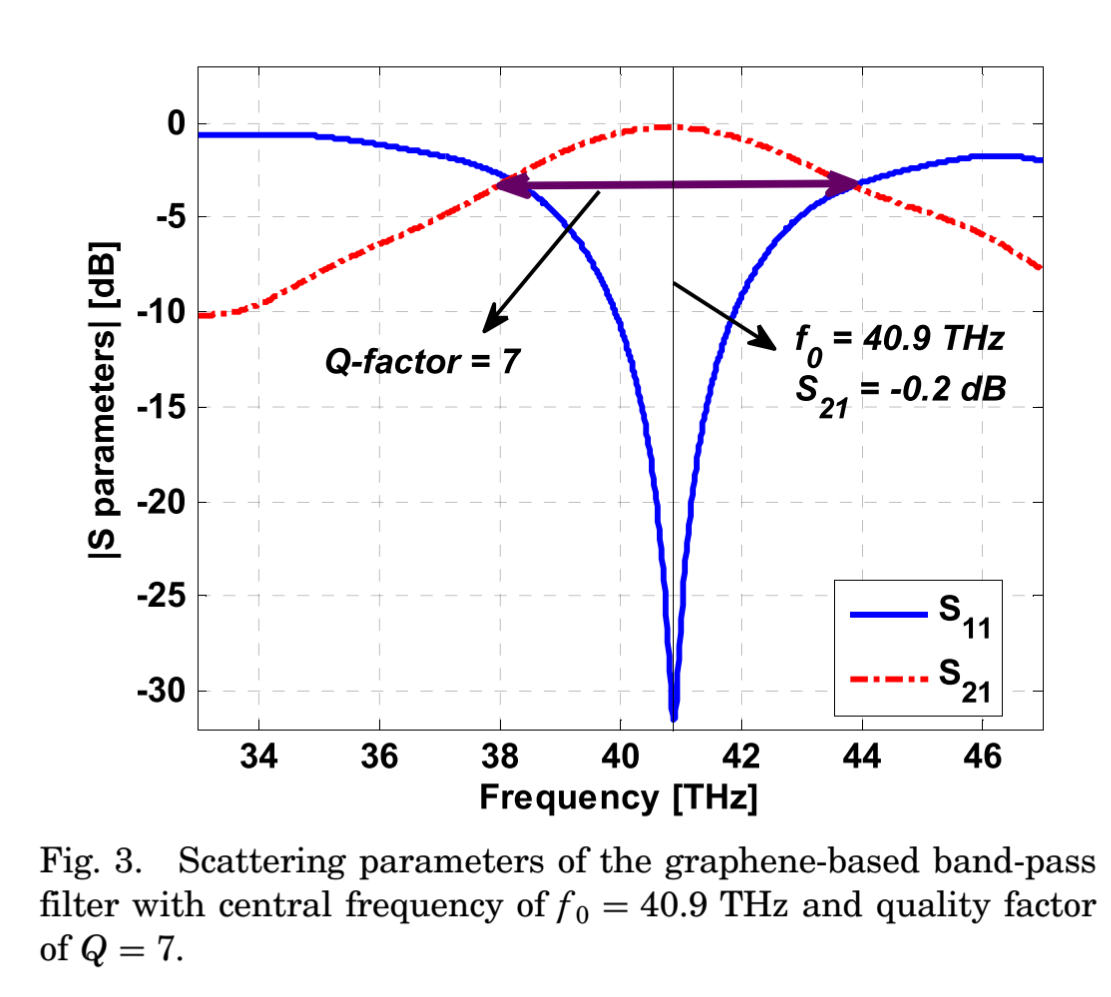 0
-5
-10
-15
-20
-25
-30
|S parameters| [dB]
Q-factor = 7
f0 = 40.9 THz
S21 = -0.2 dB
S11
S21
34 36 38 40 42 44 46
Frequency [THz]
Fig. 3. Scattering parameters of the graphene-based band-pass
filter with central frequency of f0 = 40.9 THz and quality factor
of Q = 7.